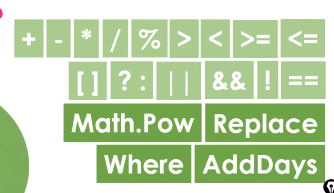 + - * / % > < >= <=
[ ] ? : || && ! ==
Math.Pow Replace
Where AddDays